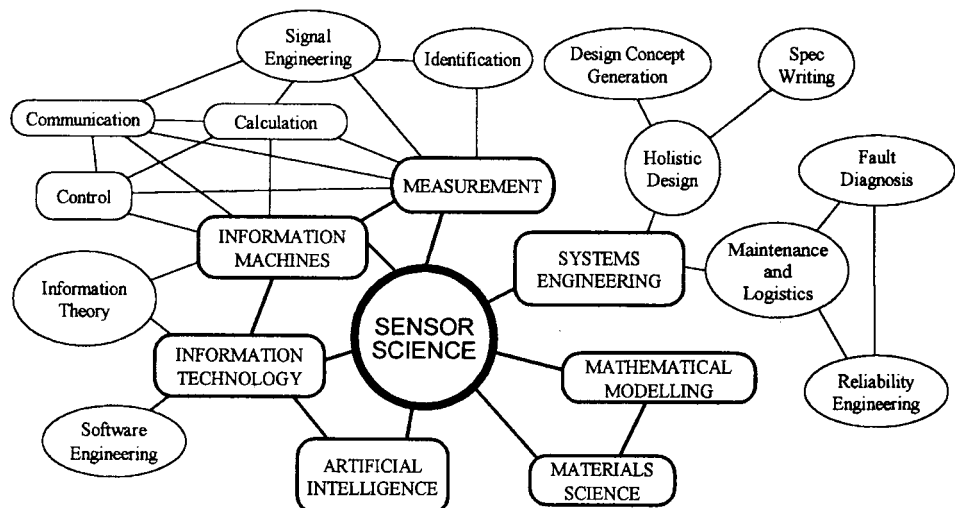 Signal
Engineering
Identification
Design Concept
Generation
Spec
Writing
Communication
Calculation
Control
MEASUREMENT
Holistic
Design
Fault
Diagnosis
INFORMATION
MACHINES
SYSTEMS
ENGINEERING
Maintenance
and
Logistics
Information
Theory
SENSOR
SCIENCE
INFORMATION
TECHNOLOGY
MATHEMATICAL
MODELLING
Reliability
Engineering
Software
Engineering
ARTIFICIAL
INTELLIGENCE
MATERIALS
SCIENCE